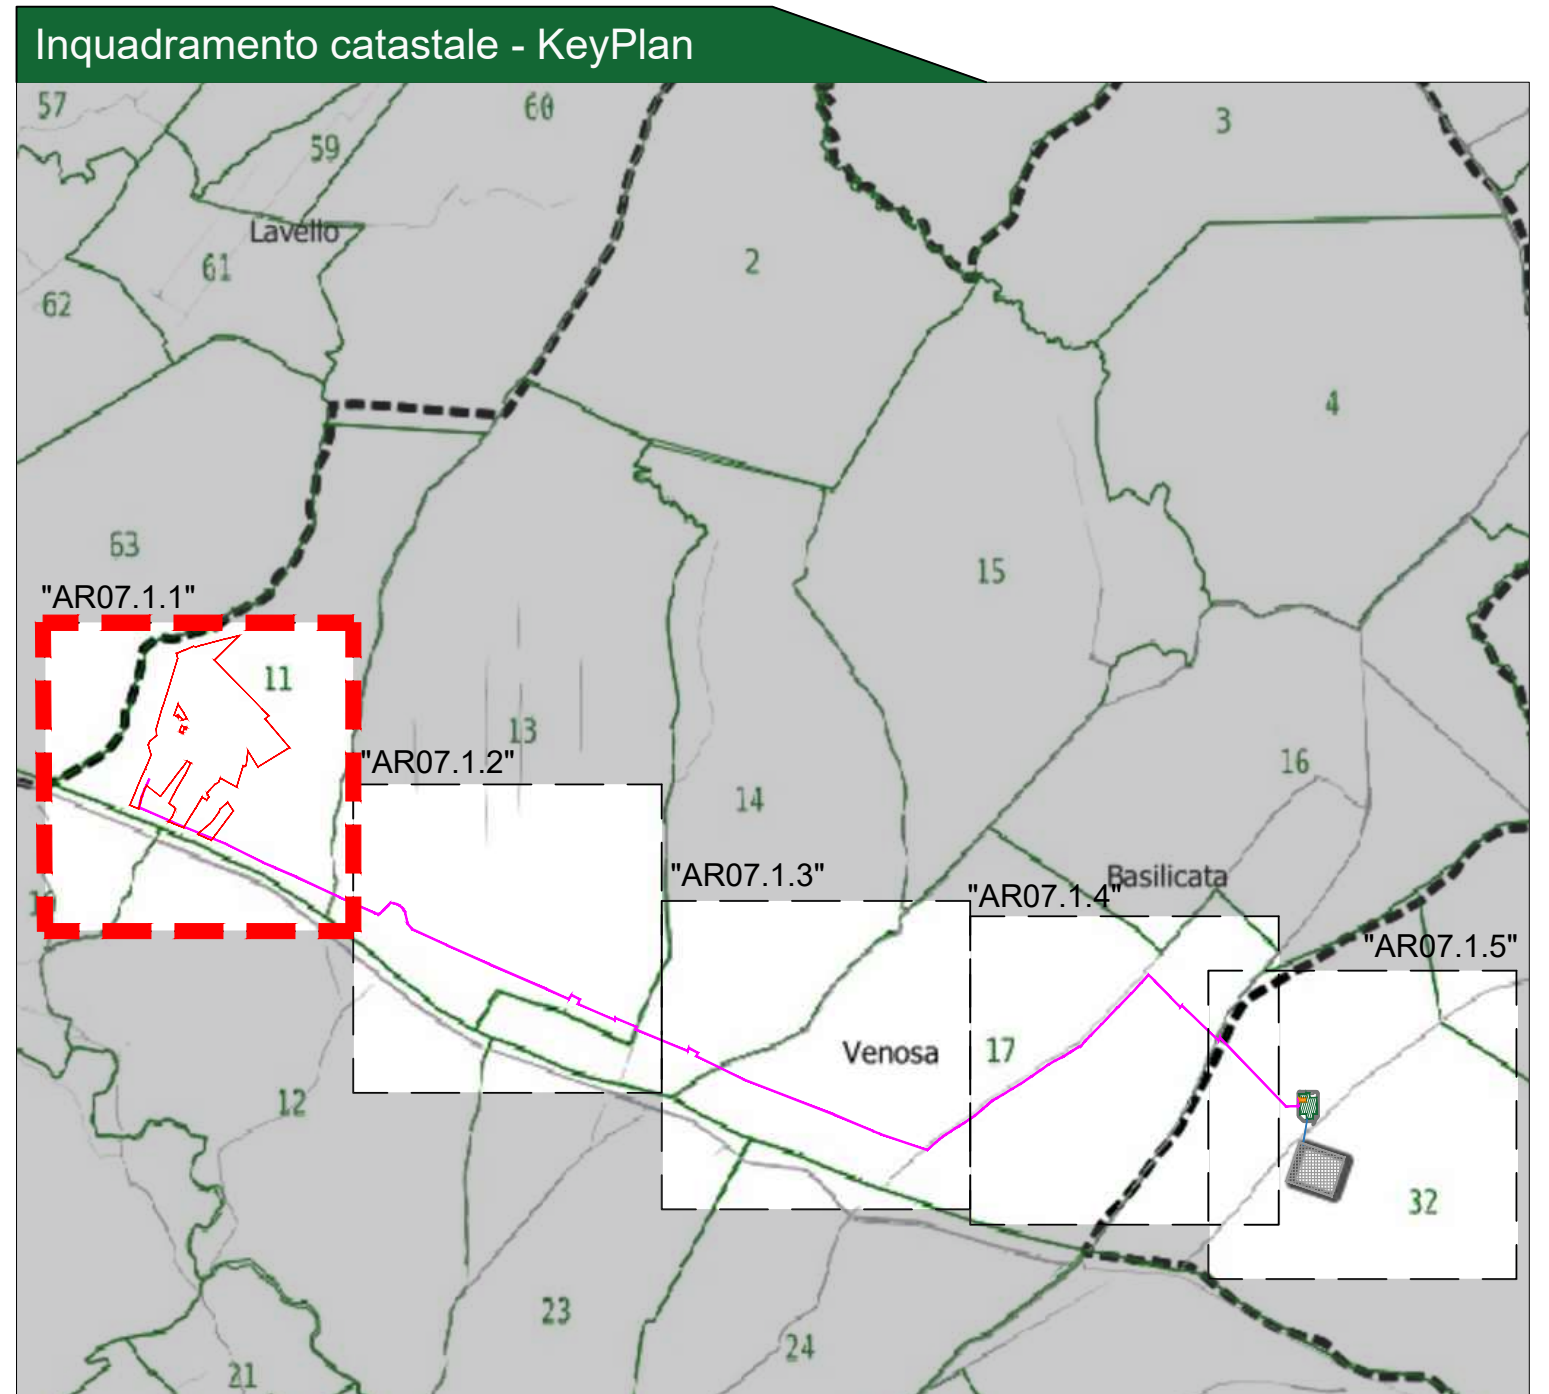 Inquadramento catastale - KeyPlan
57
60
3
59
Lavello
61
2
62
4
63
15
"AR07.1.1"
11
13
"AR07.1.2"
16
14
"AR07.1.3"
Basilicata
"AR07.1.4"
"AR07.1.5"
Venosa
17
12
32
23
24
21